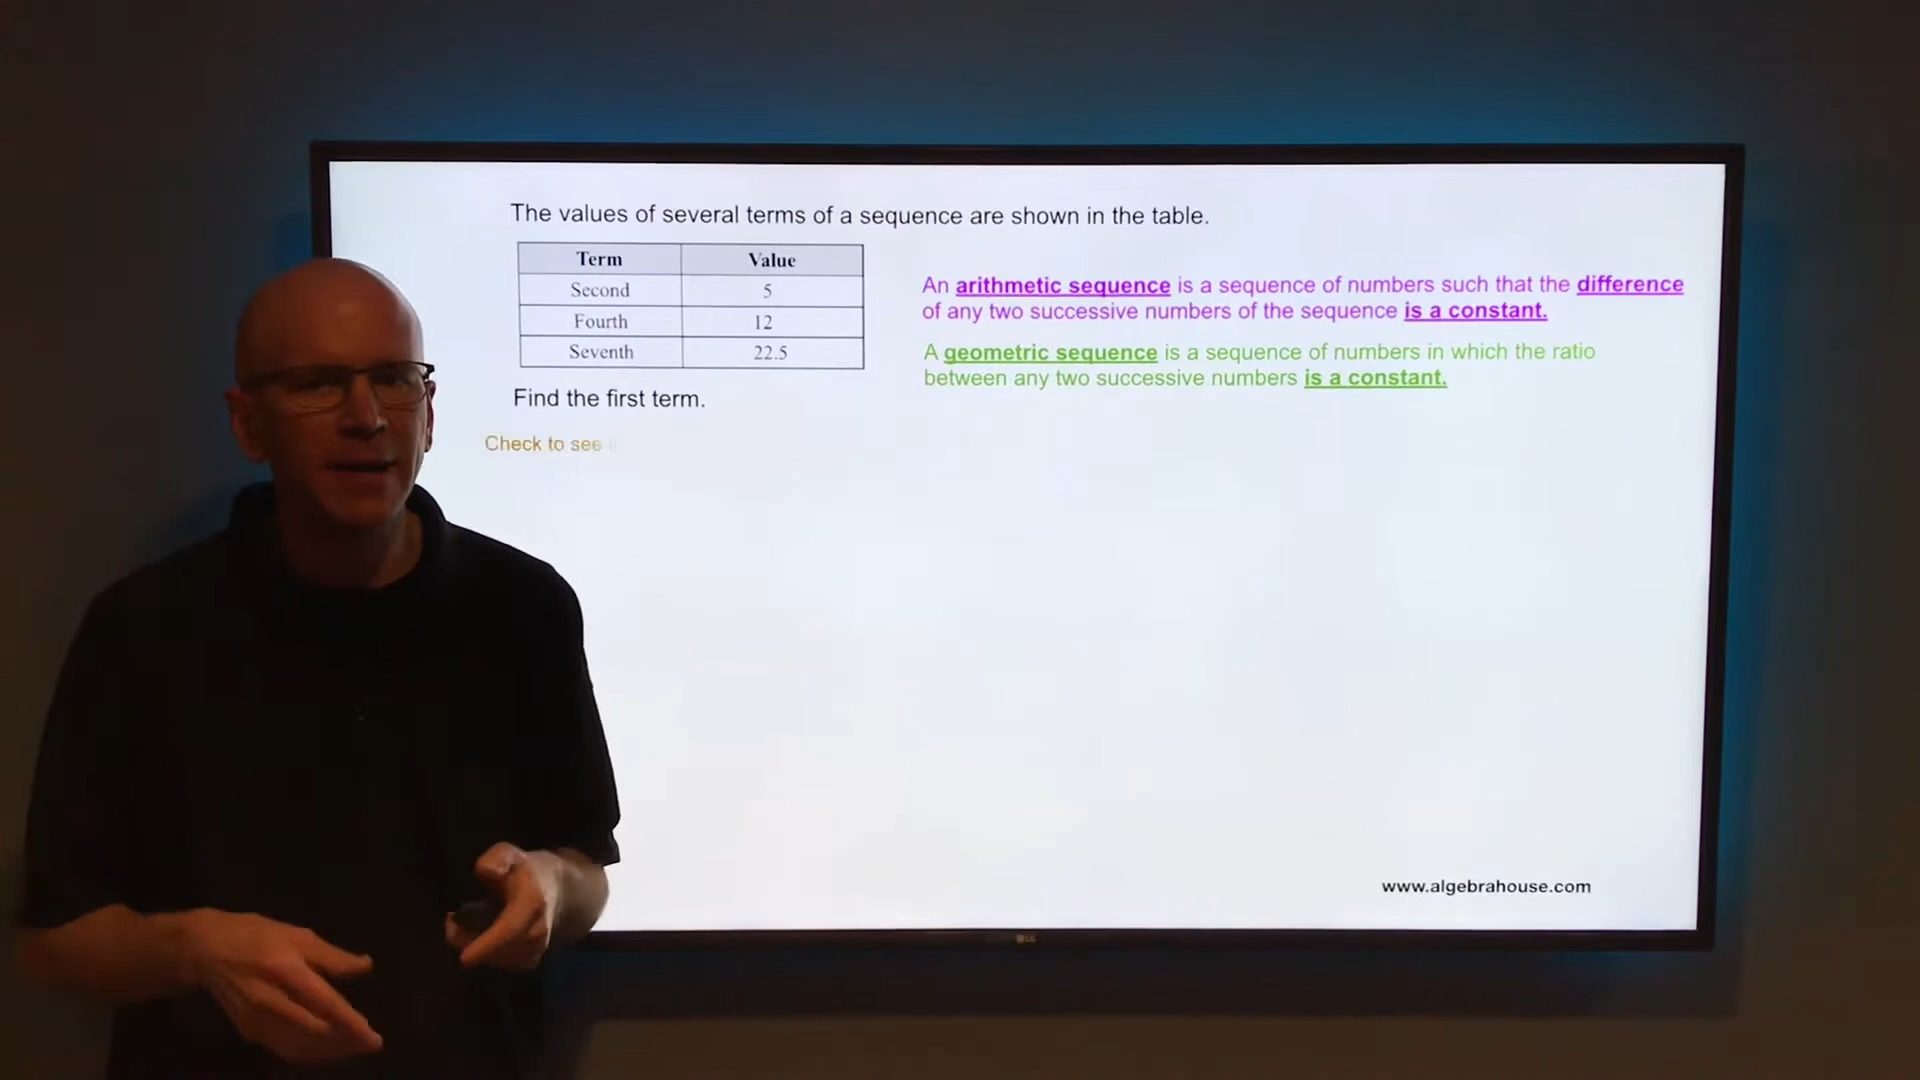 The values of several terms of a sequence are shown in the table.
Term Value
Second 5
Fourth 12
Seventh 22.5
An arithmetic sequence is a sequence of numbers such that the difference
of any two successive numbers of the sequence is a constant.
A geometric sequence is a sequence of numbers in which the ratio
between any two successive numbers is a constant.
Find the first term.
Check to see
www.algebrahouse.com
LG